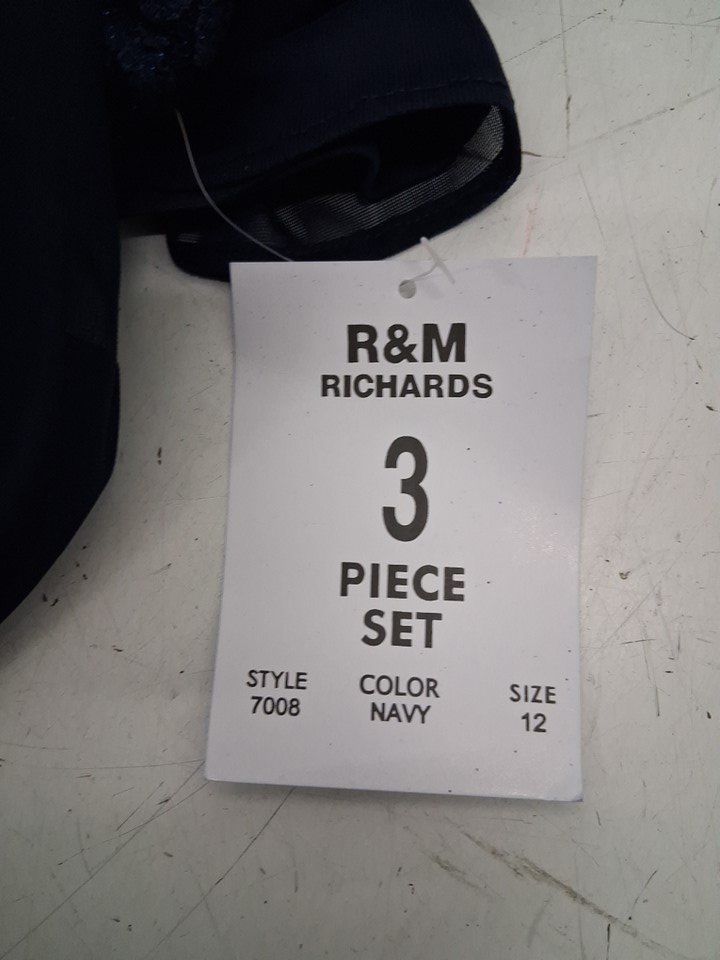 R&M
RICHARDS
3
PIECE
SET
STYLE COLOR SIZE
7008 NAVY 12